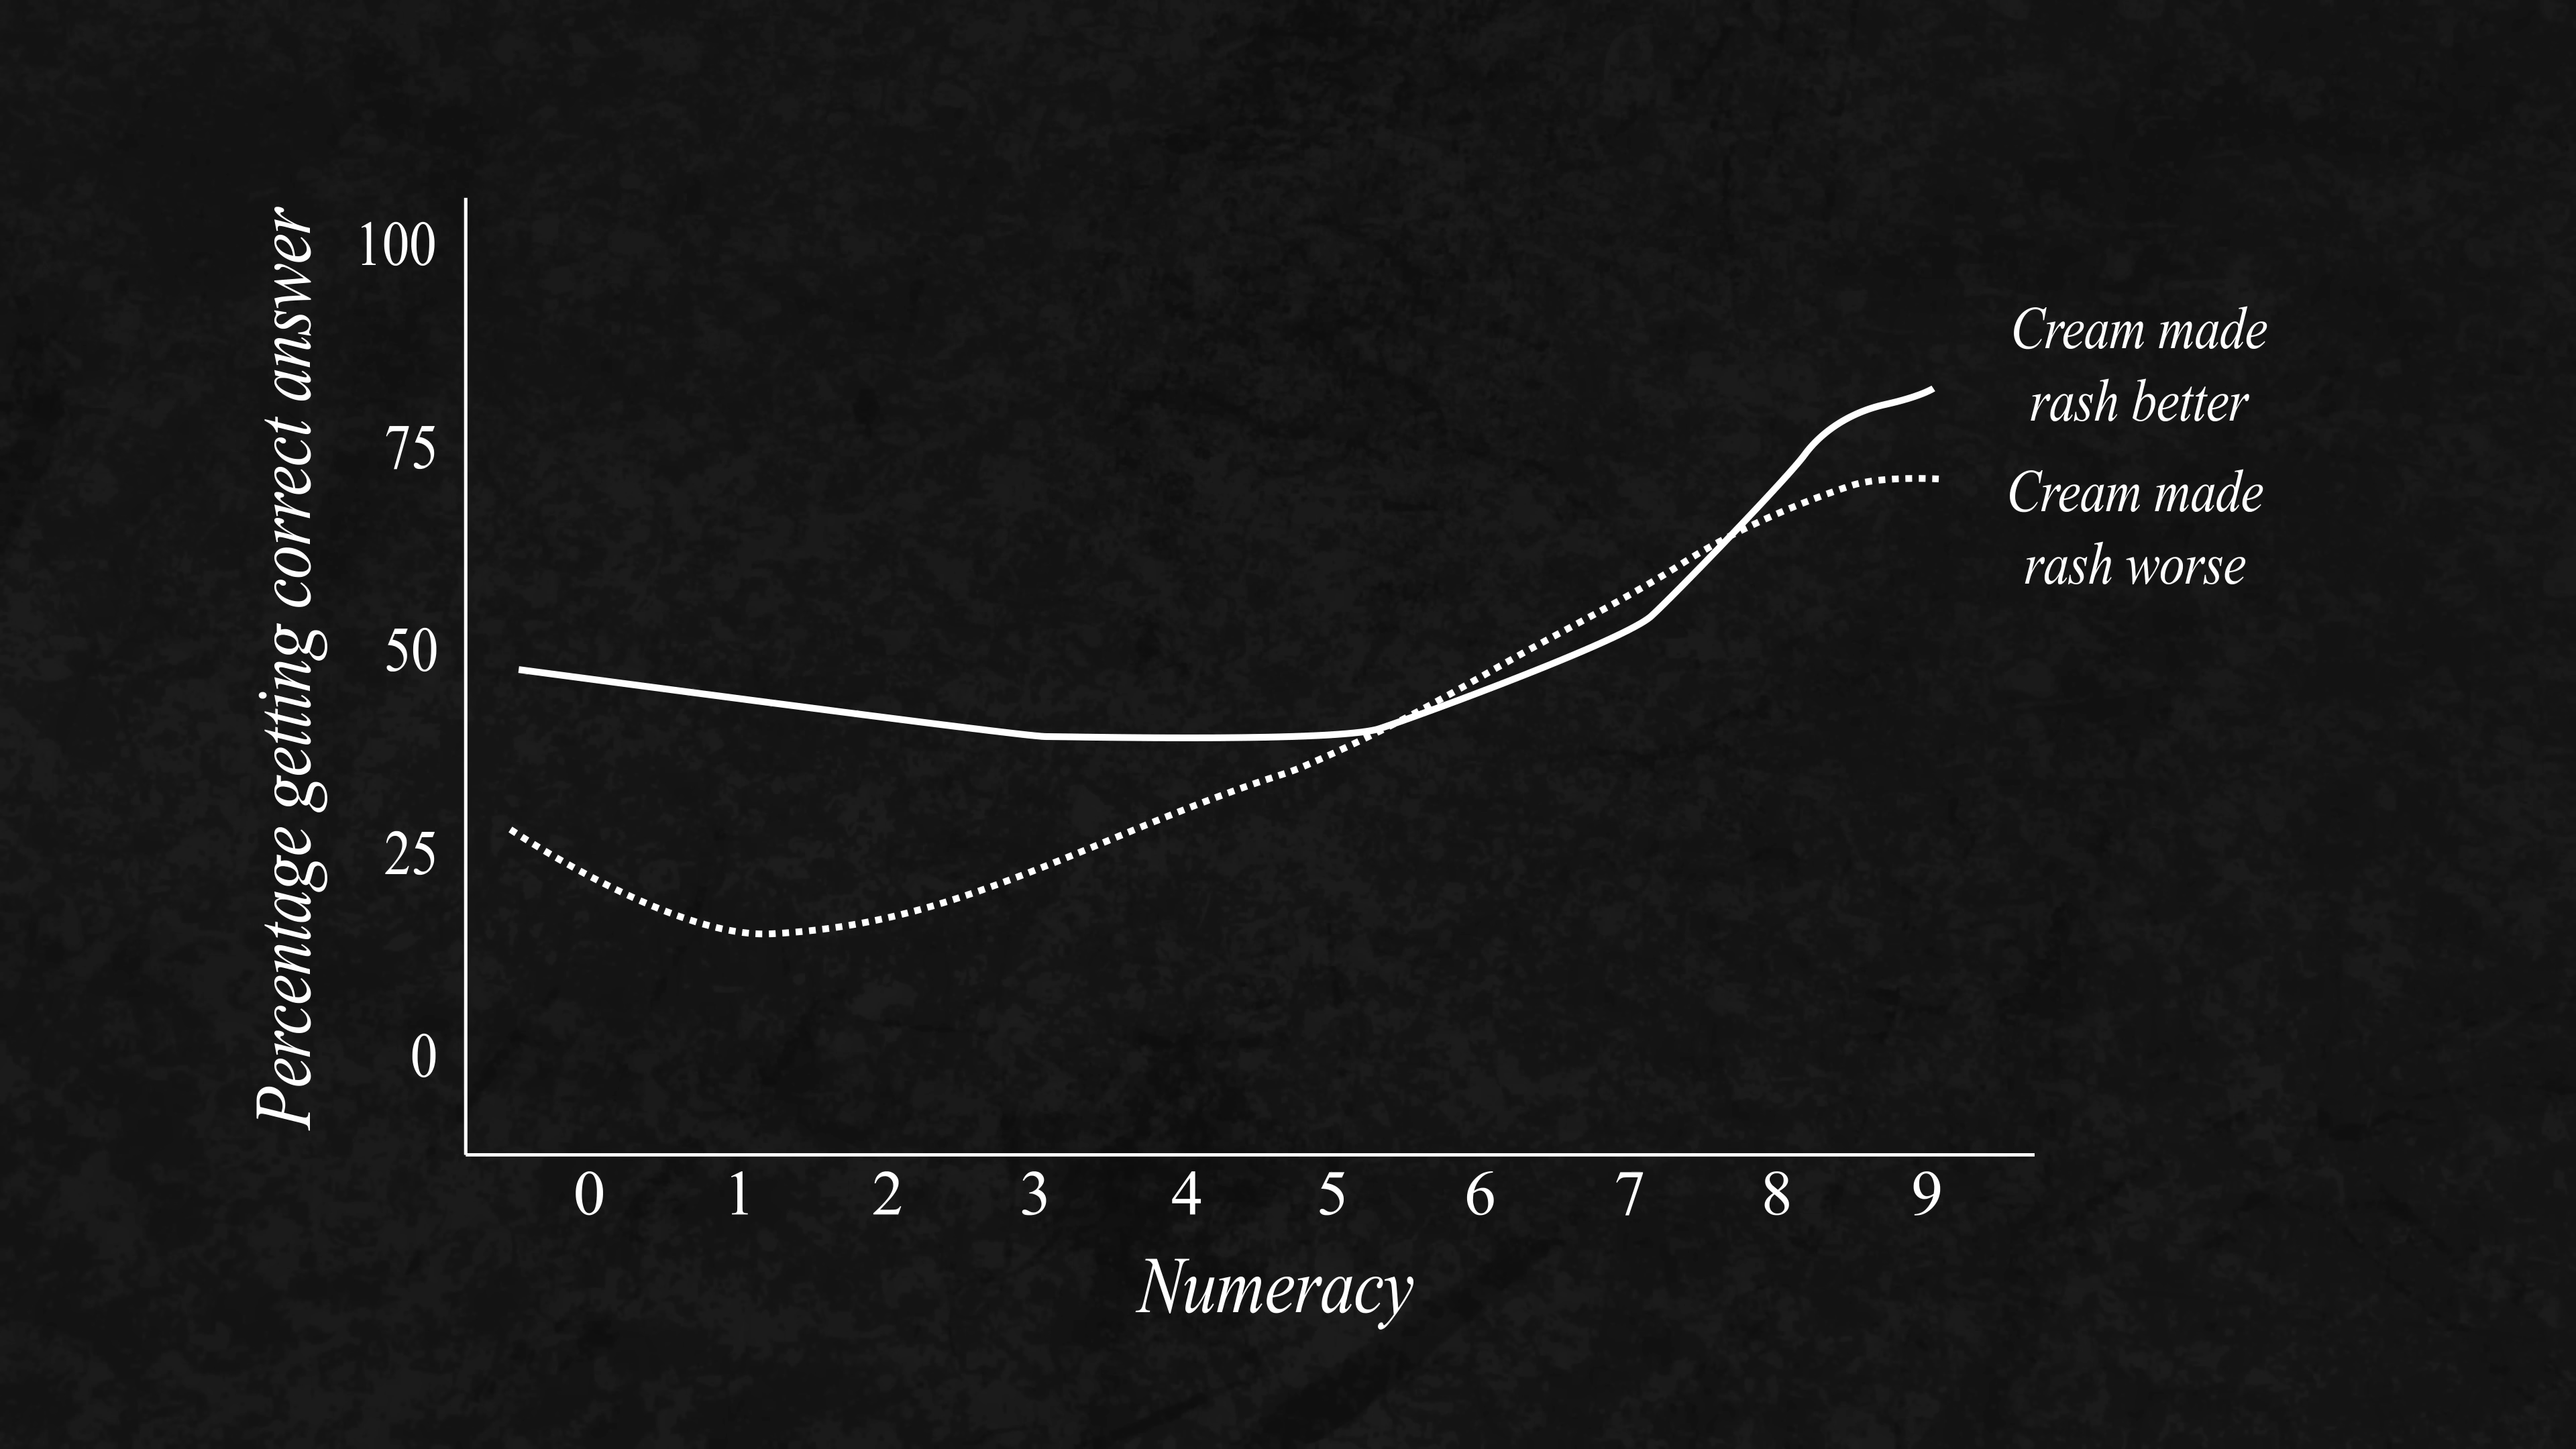 Percentage getting correct answer
100
75
50
25
0
Cream made
rash better
Cream made
rash worse
0 1 2 3 4 5 6 7 8 9
Numeracy